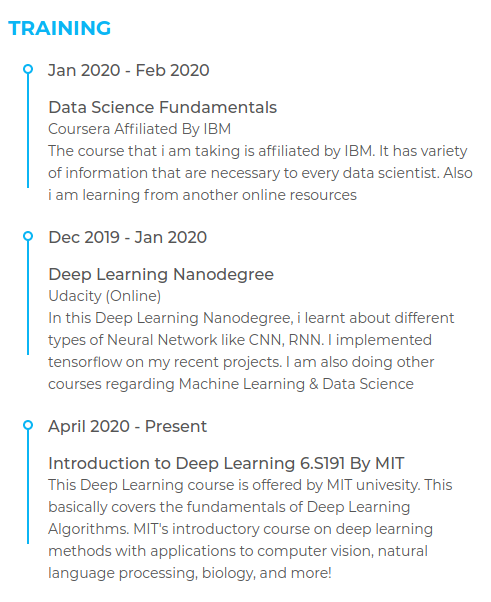 TRAINING
Jan 2020 - Feb 2020
Data Science Fundamentals
Coursera Affiliated By IBM
The course that i am taking is affiliated by IBM. It has variety
of information that are necessary to every data scientist. Also
i am learning from another online resources
Dec 2019 - Jan 2020
Deep Learning Nanodegree
Udacity (Online)
In this Deep Learning Nanodegree, i learnt about different
types of Neural Network like CNN, RNN. I implemented
tensorflow on my recent projects. I am also doing other
courses regarding Machine Learning & Data Science
April 2020 - Present
Introduction to Deep Learning 6.S191 By MIT
This Deep Learning course is offered by MIT univesity. This
basically covers the fundamentals of Deep Learning
Algorithms. MIT's introductory course on deep learning
methods with applications to computer vision, natural
language processing, biology, and more!